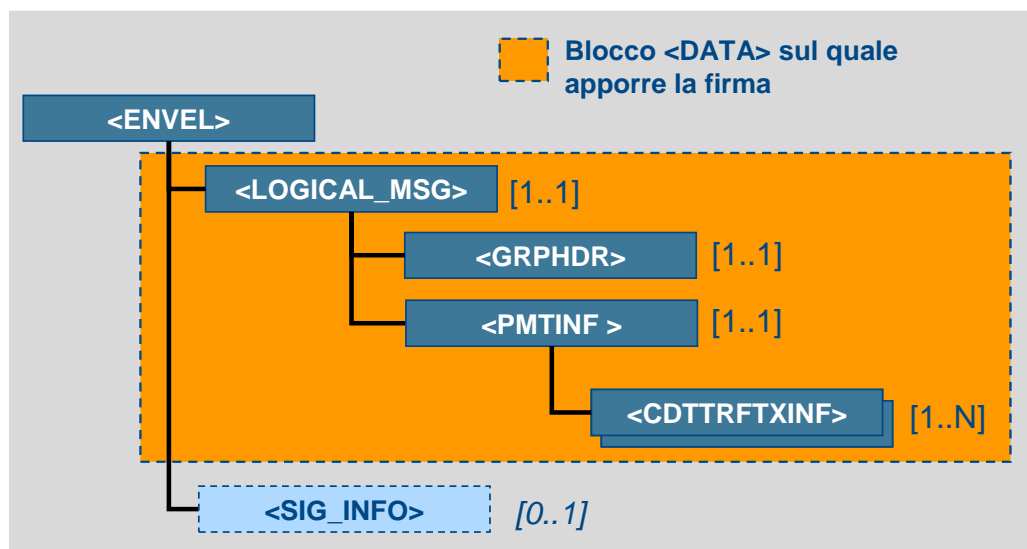 Blocco <DATA> sul quale
apporre la firma
<ENVEL>
<LOGICAL_MSG> [1..1]
<GRPHDR> [1..1]
<PMTINF > [1..1]
<CDTTRFTXINF> [1..N]
<SIG_INFO> [0..1]